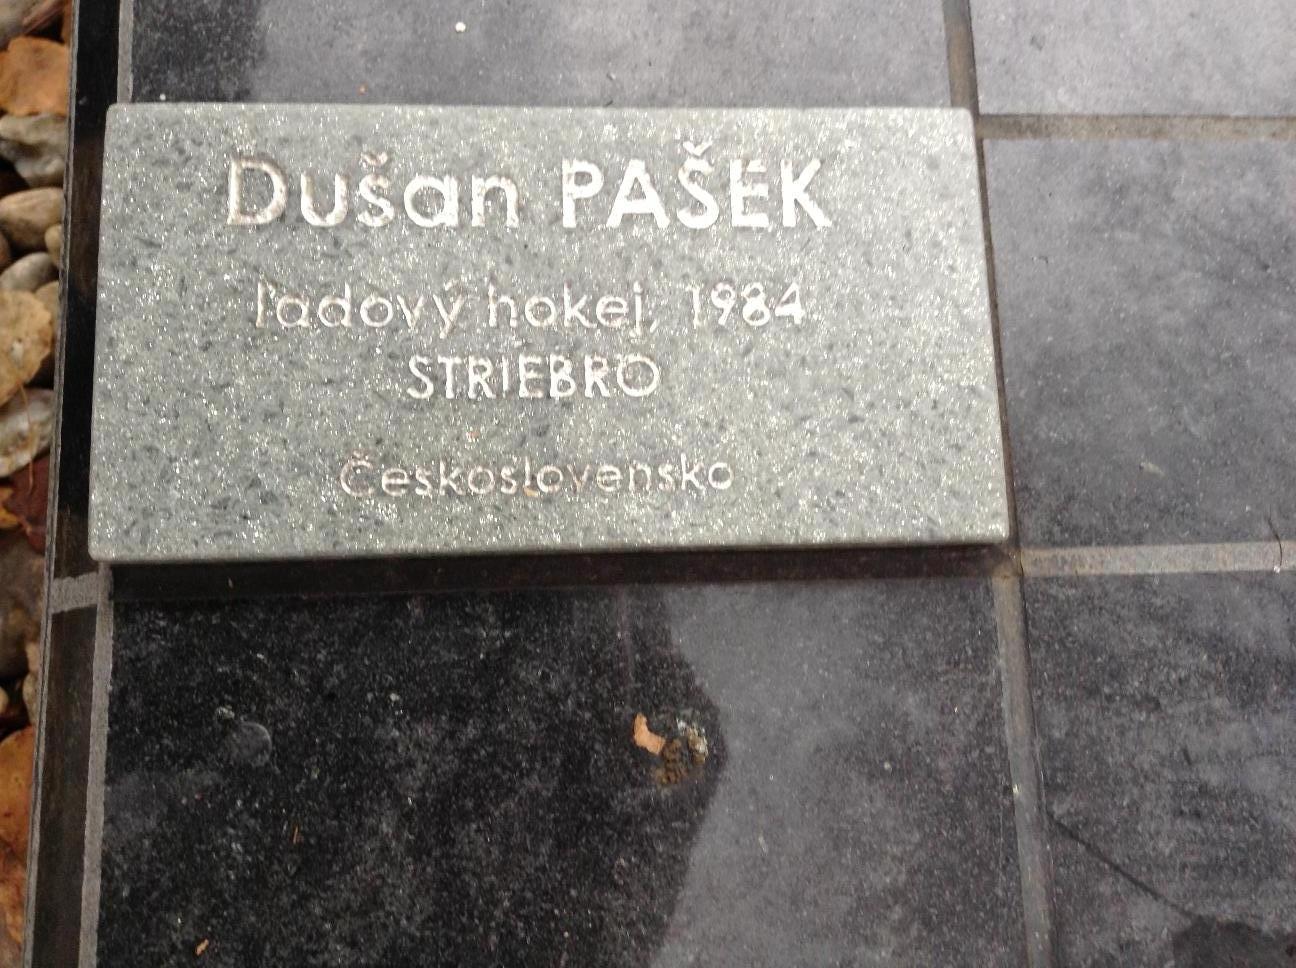 Dušan PAŠEK
ľadový hokej, 1984
STRIEBRO
Československo